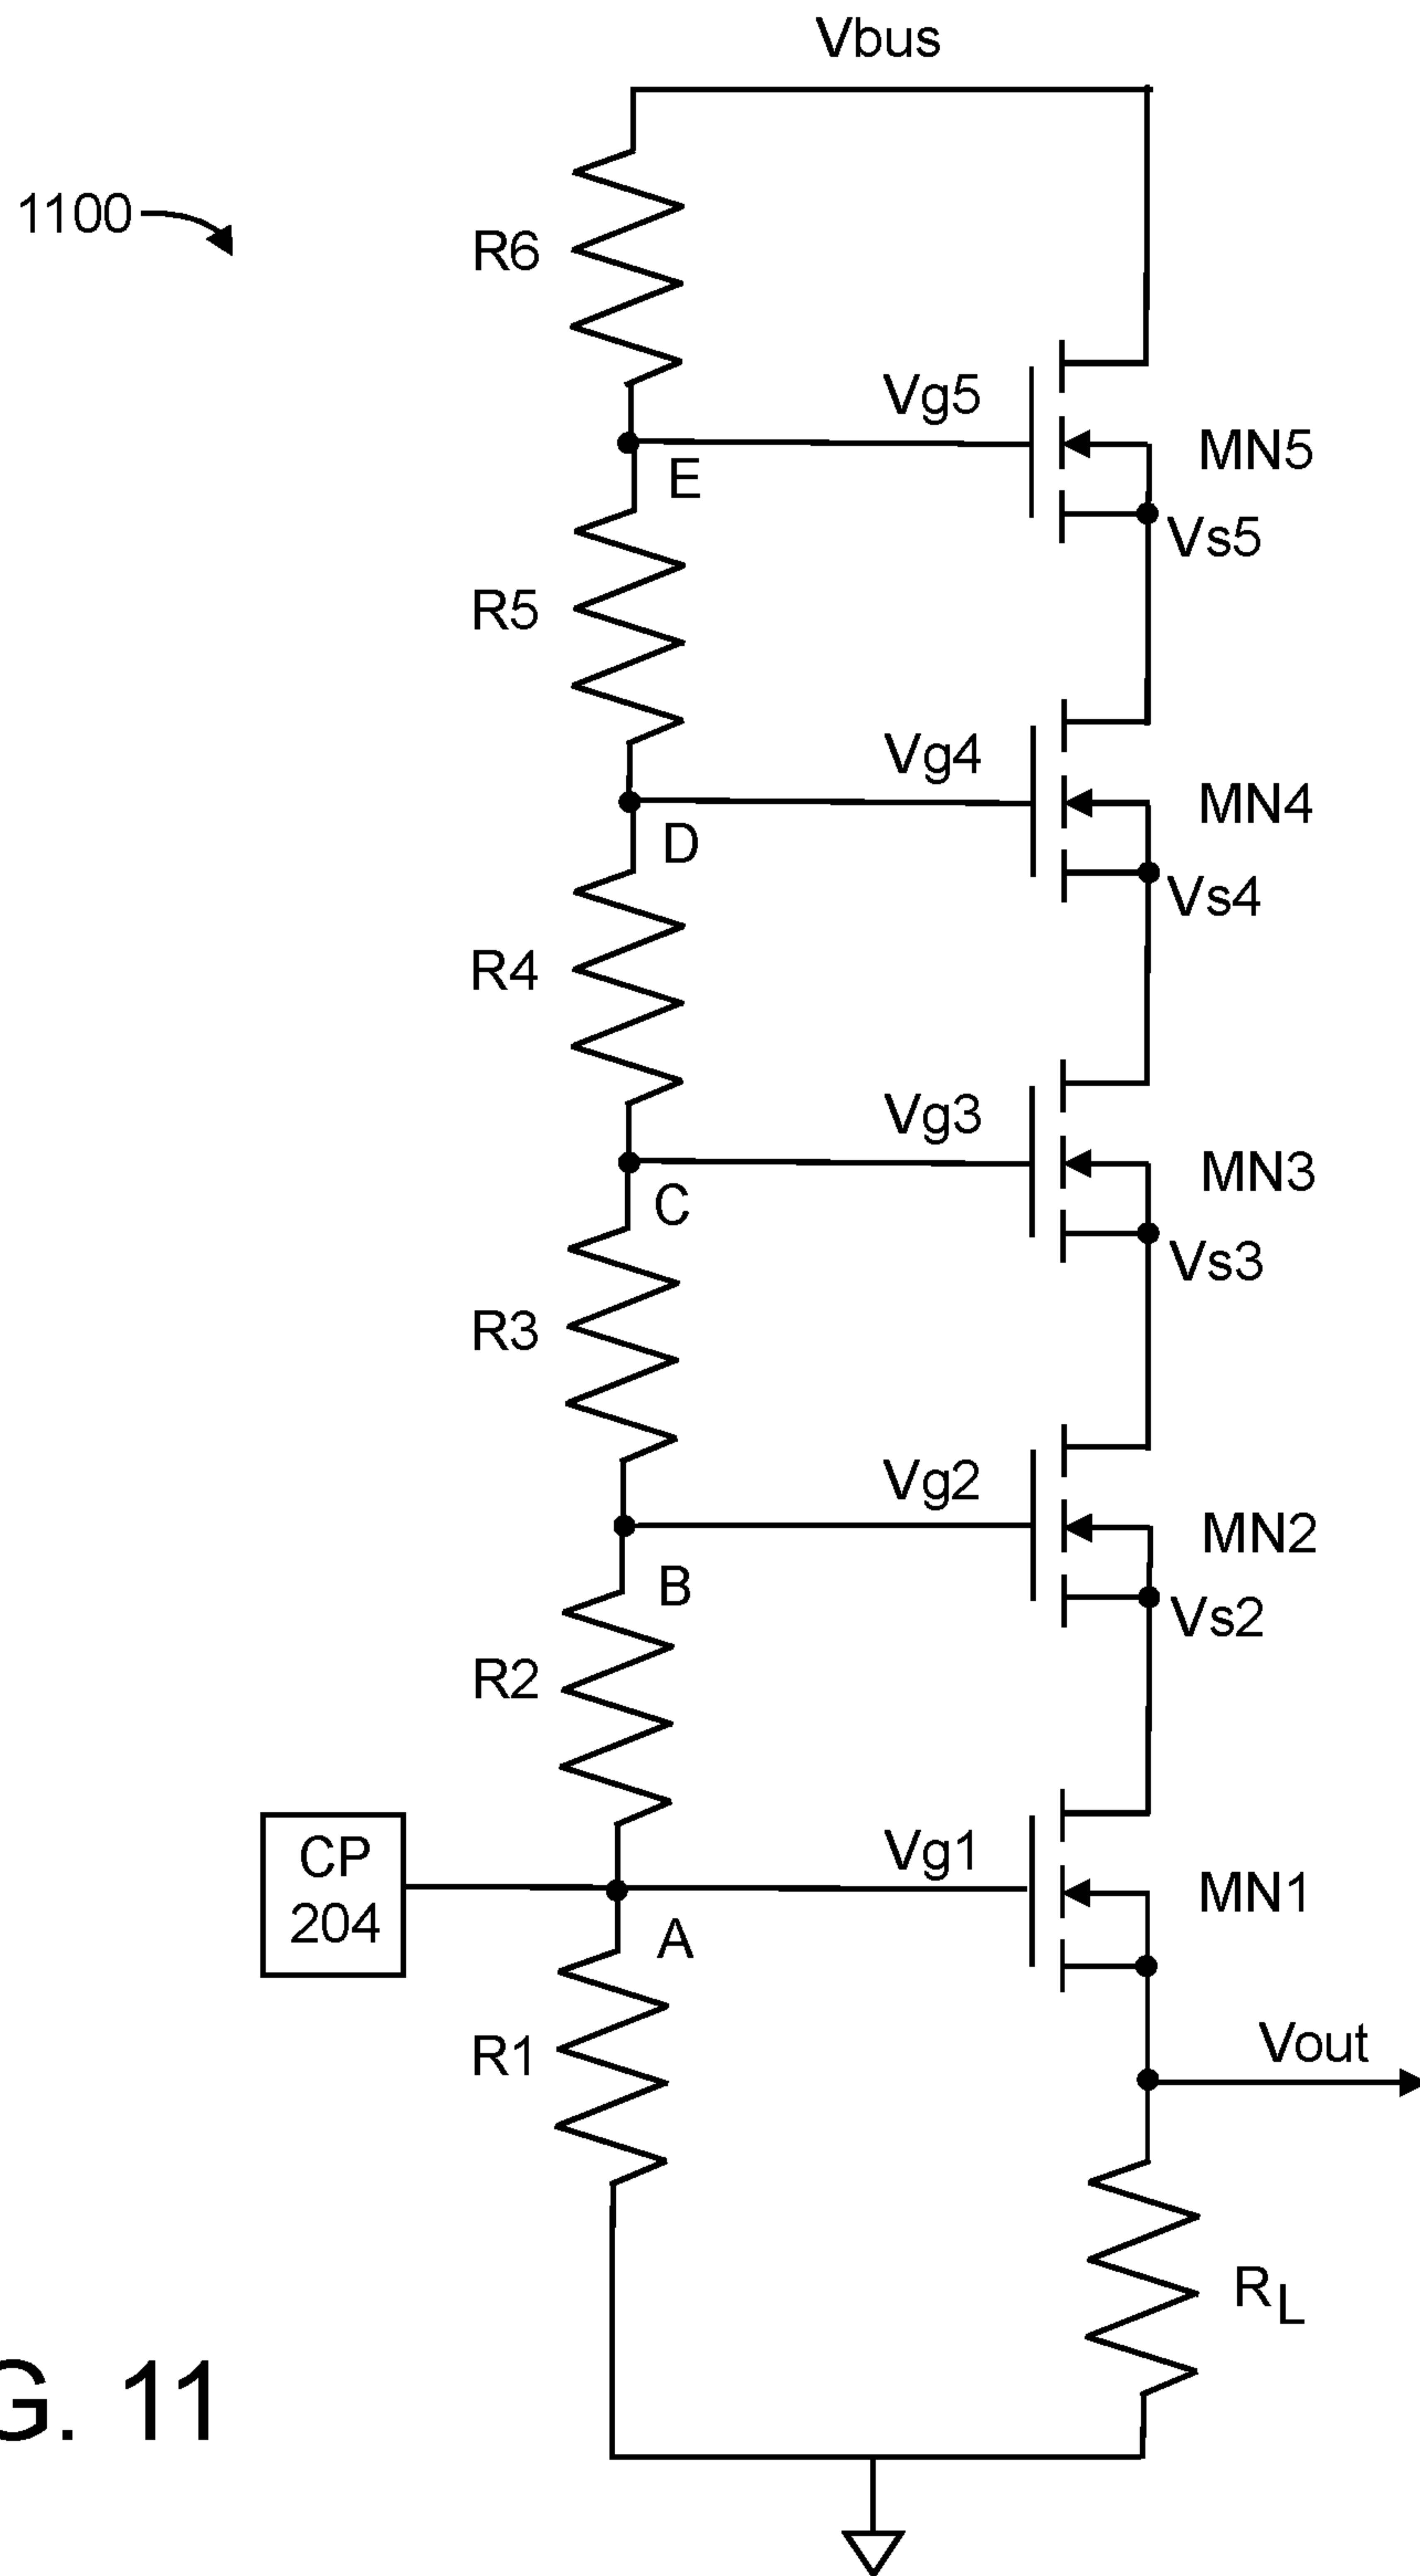 Vbus
1100
R6
Vg5
MN5
E
Vs5
R5
Vg4
MN4
D
Vs4
R4
Vg3
MN3
C
Vs3
R3
Vg2
MN2
B
Vs2
R2
CP
204
Vg1
MN1
A
R1
Vout
RL
G. 11